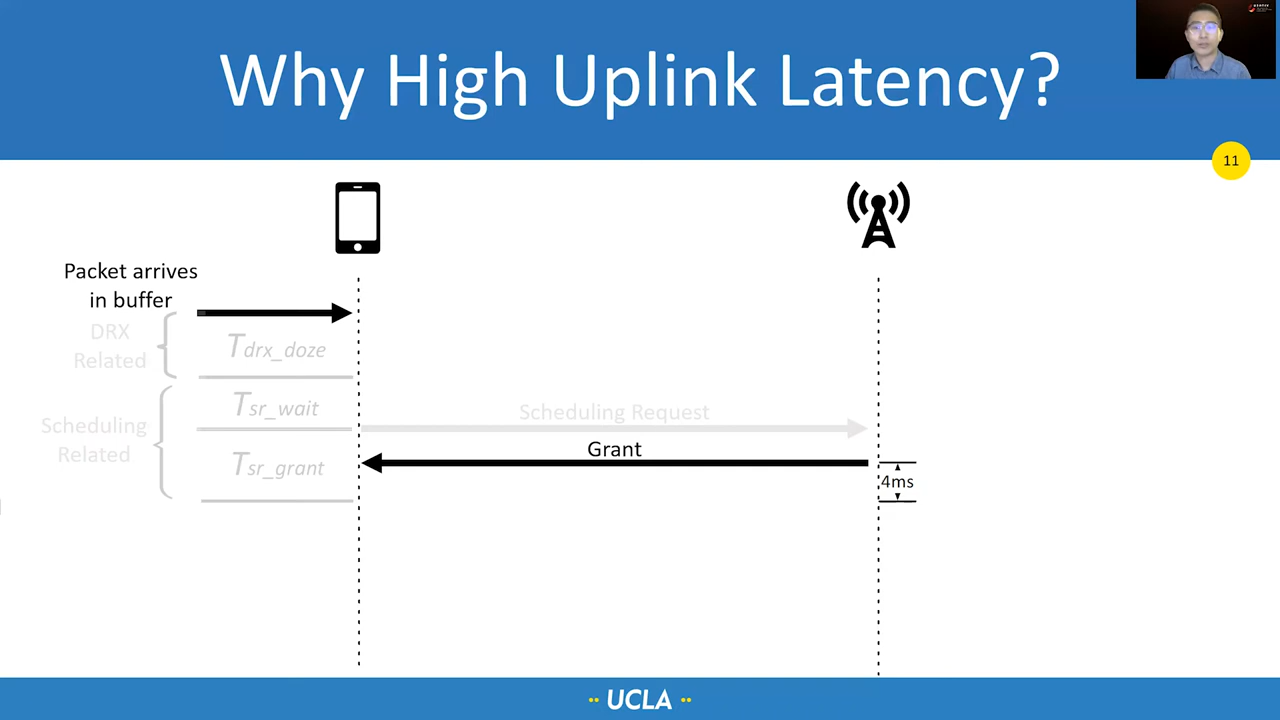 Why High Uplink Latency?
11
Packet arrives
in buffer
DRX
Related
Tdrx_doze
Scheduling
Related
Tsr_wait
Scheduling Request
Grant
Tsr_grant
4ms
UCLA